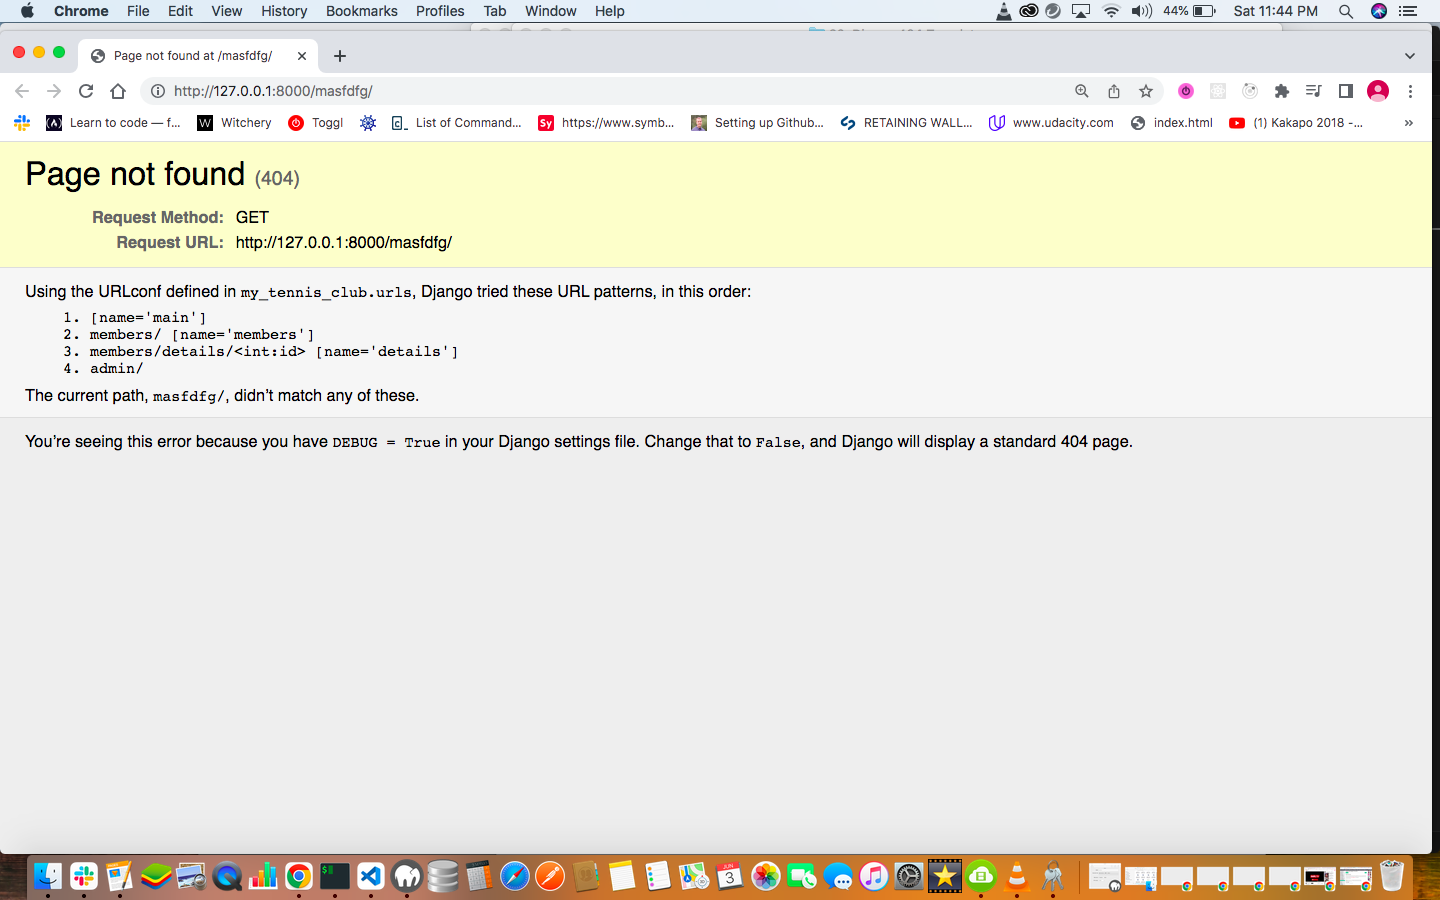 Chrome File Edit View History Bookmarks Profiles Tab Window Help 44% Sat 11:44 PM
Page not found at /masfdfg/
http://127.0.0.1:8000/masfdfg/
Learn to code — f... Witchery Toggl List of Command... Sy https://www.symb... Setting up Github... RETAINING WALL... www.udacity.com index.html (1) Kakapo 2018 -... »
Page not found (404)
Request Method: GET
Request URL: http://127.0.0.1:8000/masfdfg/
Using the URLconf defined in my_tennis_club.urls, Django tried these URL patterns, in this order:
1. [name='main']
2. members/ [name='members']
3. members/details/<int:id> [name='details']
4. admin/
The current path, masfdfg/, didn’t match any of these.
You’re seeing this error because you have DEBUG = True in your Django settings file. Change that to False, and Django will display a standard 404 page.
JUN
3